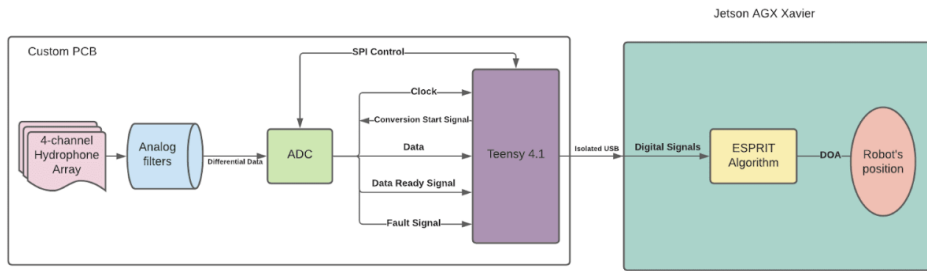 Jetson AGX Xavier
Custom PCB
SPI Control
Clock
Conversion Start Signal
4-channel
Hydrophone
Array
Analog
filters
Differential Data
ADC
Data
Teensy 4.1
Isolated USB
Digital Signals
ESPRIT
Algorithm
DOA
Robot's
position
Data Ready Signal
Fault Signal